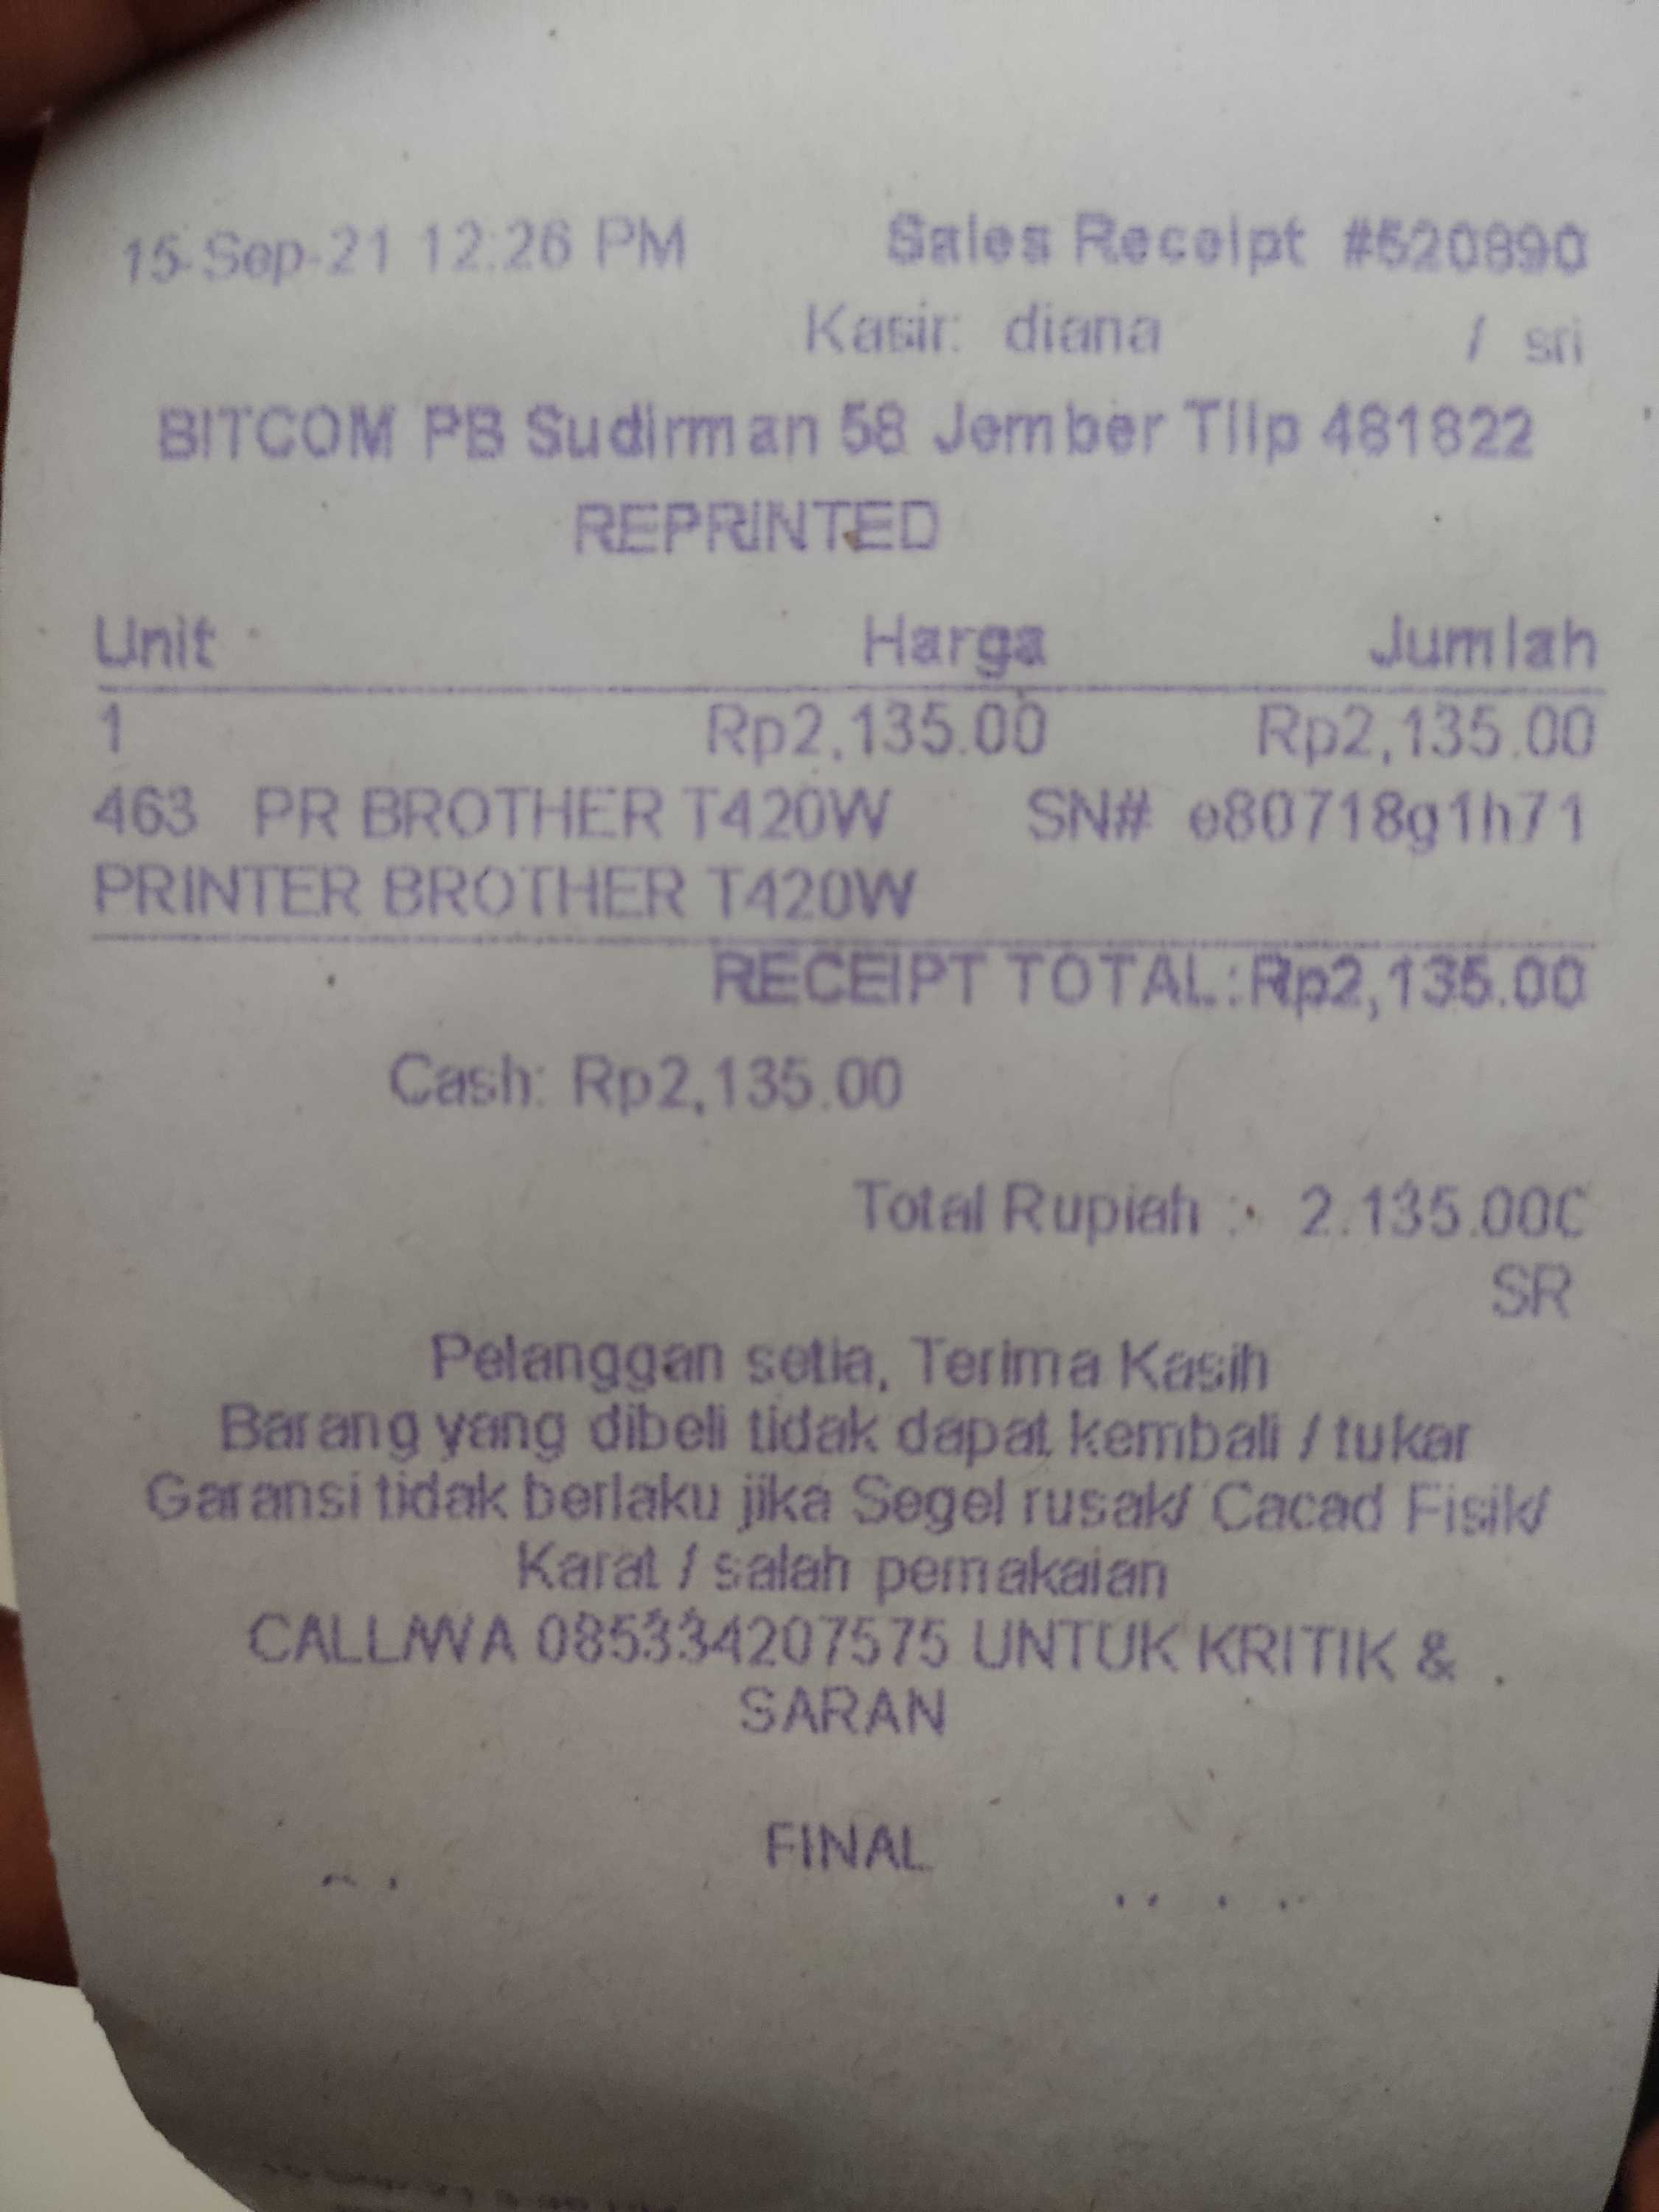 15-Sep-21 12:26 PM Sales Receipt #520890
Kasir: diana / sri
BITCOM PB Sudirman 58 Jember Tllp 481822
REPRINTED
Unit Harga Jumlah
1 Rp2,135.00 Rp2,135.00
463 PR BROTHER T420W SN# e80718g1h71
PRINTER BROTHER T420W
RECEIPT TOTAL: Rp2,135.00
Cash: Rp2,135.00
Total Rupiah : 2.135.000
SR
Pelanggan setia, Terima Kasih
Barang yang dibeli tidak dapat kembali / tukar
Garansi tidak berlaku jika Segel rusak/ Cacad Fisik/
Karat / salah pemakaian
CALL/WA 085334207575 UNTUK KRITIK &
SARAN
FINAL